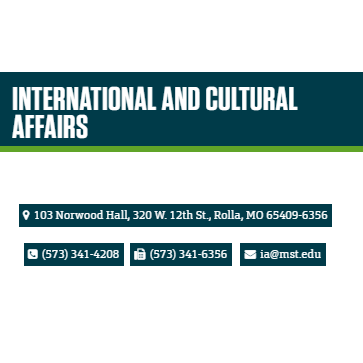 INTERNATIONAL AND CULTURAL
AFFAIRS
103 Norwood Hall, 320 W. 12th St., Rolla, MO 65409-6356
(573) 341-4208 (573) 341-6356 ia@mst.edu